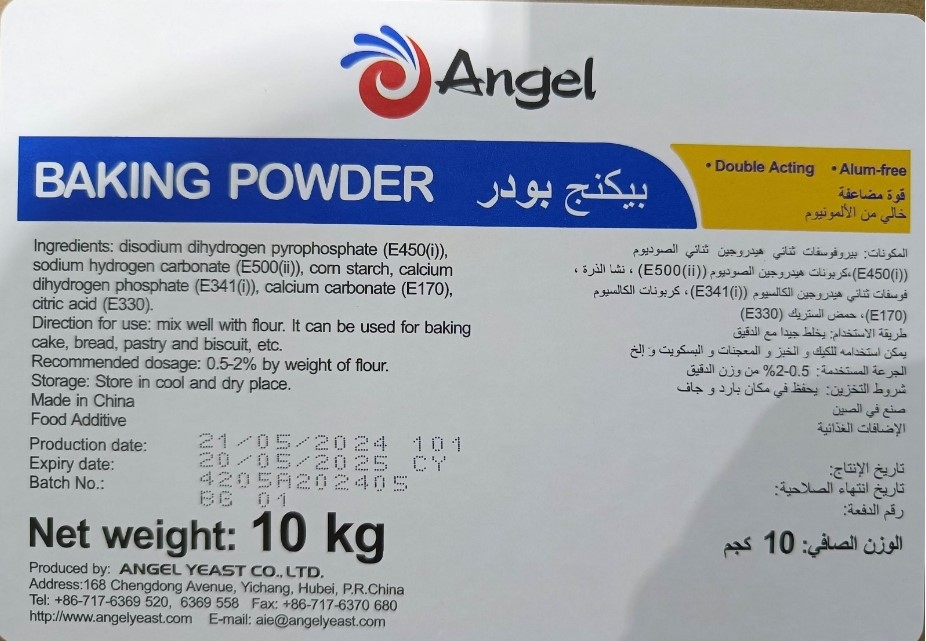 Angel
BAKING POWDER بيكنج بودر
• Double Acting • Alum-free
قوة مضاعفة
خالي من الألمونيوم
Ingredients: disodium dihydrogen pyrophosphate (E450(i)),
sodium hydrogen carbonate (E500(ii)), corn starch, calcium
dihydrogen phosphate (E341(i)), calcium carbonate (E170),
citric acid (E330).
Direction for use: mix well with flour. It can be used for baking
cake, bread, pastry and biscuit, etc.
Recommended dosage: 0.5-2% by weight of flour.
Storage: Store in cool and dry place.
Made in China
Food Additive
Production date: 21/05/2024 101
Expiry date: 20/05/2025 CY
Batch No.: 4205A202405
BG 01
Net weight: 10 kg
Produced by: ANGEL YEAST CO., LTD.
Address:168 Chengdong Avenue, Yichang, Hubei, P.R.China
Tel: +86-717-6369 520, 6369 558 Fax: +86-717-6370 680
http://www.angelyeast.com E-mail: aie@angelyeast.com
المكونات: بيروفوسفات ثنائي هيدروجين ثنائي الصوديوم
(E450(i))،كربونات هيدروجين الصوديوم (E500(ii)) ، نشا الذرة ،
فوسفات ثنائي هيدروجين الكالسيوم (E341(i))، كربونات الكالسيوم
(E170)، حمض الستريك (E330)
طريقة الاستخدام: يخلط جيدا مع الدقيق
يمكن استخدامه للكيك و الخبز و المعجنات و البسكويت و إلخ
الجرعة المستخدمة: 0.5-2% من وزن الدقيق
شروط التخزين: يحفظ في مكان بارد و جاف
صنع في الصين
الإضافات الغذائية
تاريخ الإنتاج:
تاريخ انتهاء الصلاحية:
رقم الدفعة:
الوزن الصافي: 10 كجم